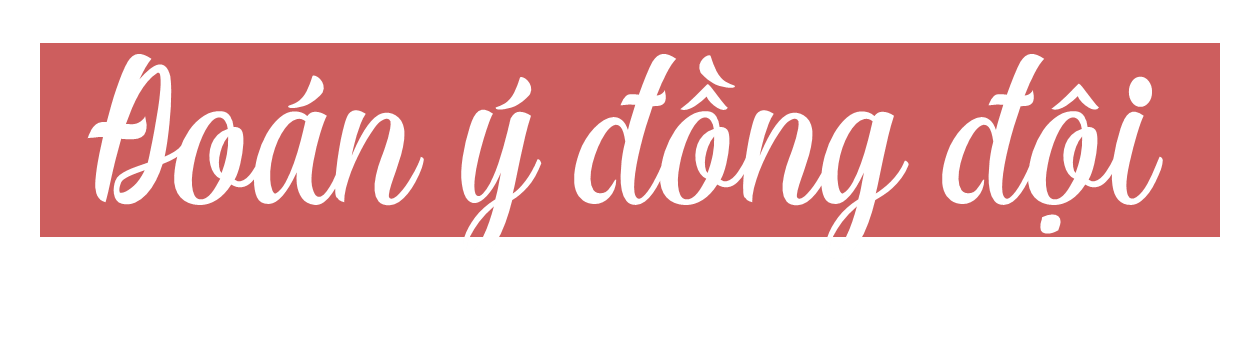 Đoán ý đồng đội